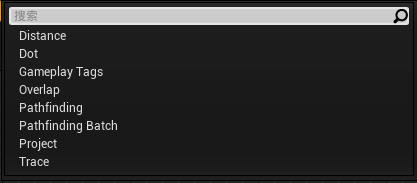 搜索
Distance
Dot
Gameplay Tags
Overlap
Pathfinding
Pathfinding Batch
Project
Trace